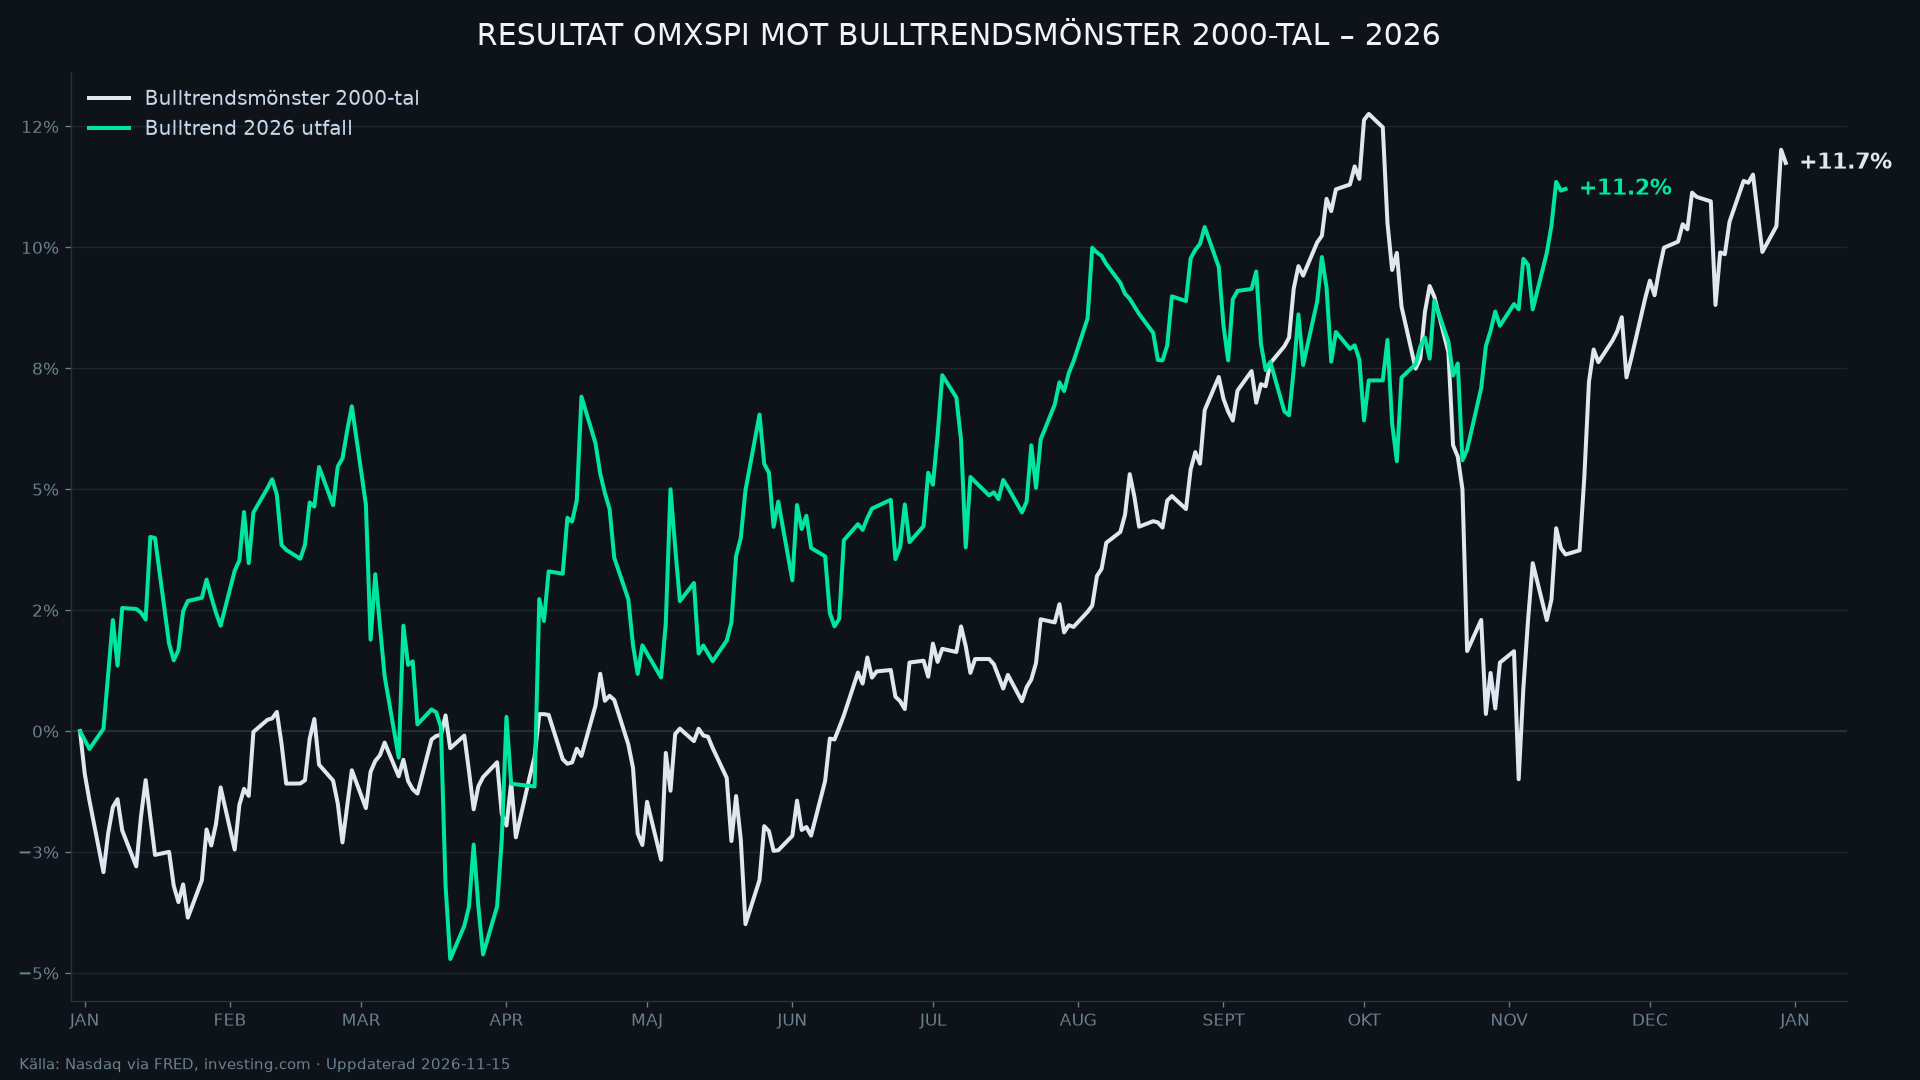 RESULTAT OMXSPI MOT BULLTRENDSMÖNSTER 2000-TAL – 2026
Bulltrendsmönster 2000-tal
Bulltrend 2026 utfall
12%
10%
8%
5%
2%
0%
−3%
−5%
+11.2%
+11.7%
JAN FEB MAR APR MAJ JUN JUL AUG SEPT OKT NOV DEC JAN
Källa: Nasdaq via FRED, investing.com · Uppdaterad 2026-11-15